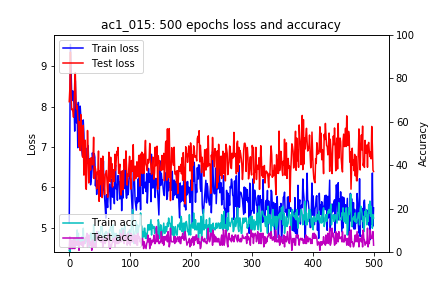 ac1_015: 500 epochs loss and accuracy
Train loss
Test loss
Train acc
Test acc
Loss
9
8
7
6
5
Accuracy
100
80
60
40
20
0
0
100
200
300
400
500